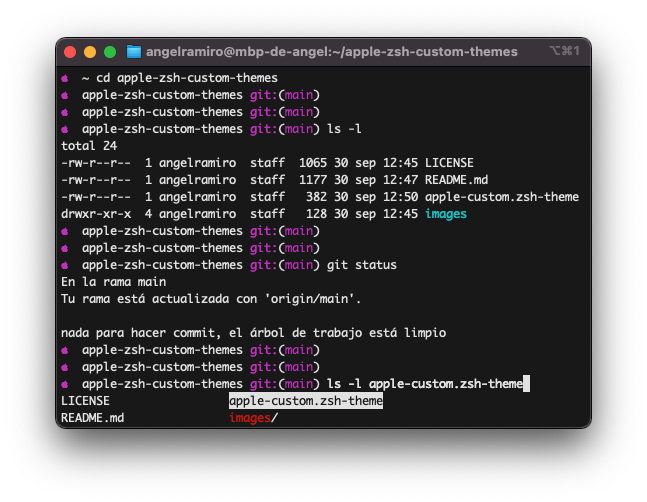 angelramiro@mbp-de-angel:~/apple-zsh-custom-themes ⌥⌘1
~ cd apple-zsh-custom-themes
apple-zsh-custom-themes git:(main)
apple-zsh-custom-themes git:(main)
apple-zsh-custom-themes git:(main) ls -l
total 24
-rw-r--r--  1 angelramiro  staff  1065 30 sep 12:45 LICENSE
-rw-r--r--  1 angelramiro  staff  1177 30 sep 12:47 README.md
-rw-r--r--  1 angelramiro  staff   382 30 sep 12:50 apple-custom.zsh-theme
drwxr-xr-x  4 angelramiro  staff   128 30 sep 12:45 images
apple-zsh-custom-themes git:(main)
apple-zsh-custom-themes git:(main)
apple-zsh-custom-themes git:(main) git status
En la rama main
Tu rama está actualizada con 'origin/main'.
nada para hacer commit, el árbol de trabajo está limpio
apple-zsh-custom-themes git:(main)
apple-zsh-custom-themes git:(main)
apple-zsh-custom-themes git:(main) ls -l apple-custom.zsh-theme
LICENSE apple-custom.zsh-theme
README.md images/